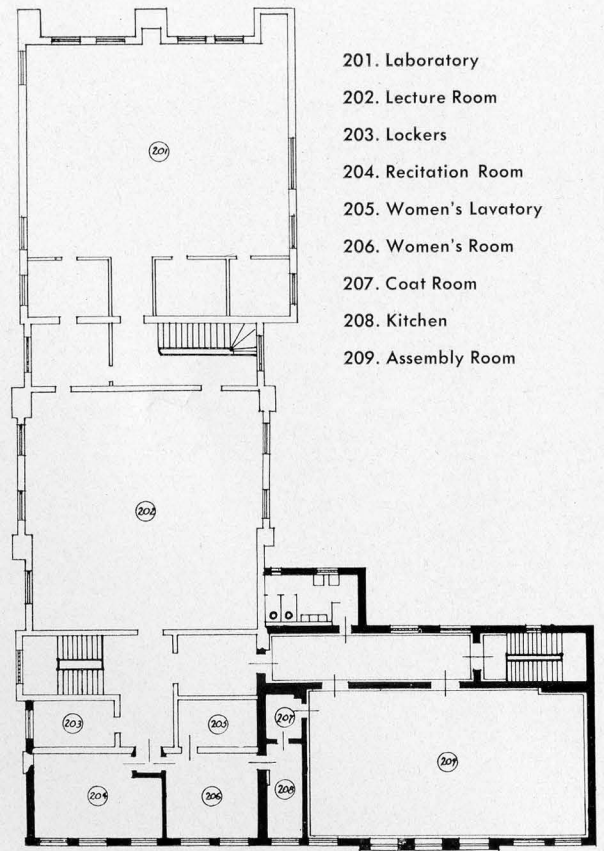 201. Laboratory
202. Lecture Room
203. Lockers
204. Recitation Room
205. Women's Lavatory
206. Women's Room
207. Coat Room
208. Kitchen
209. Assembly Room
201
202
203
205
207
204
206
208
209